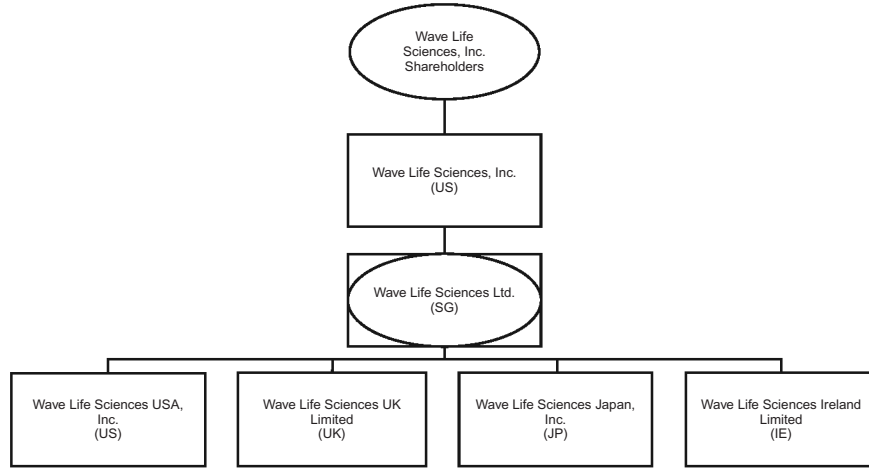 Wave Life
Sciences, Inc.
Shareholders
Wave Life Sciences, Inc.
(US)
Wave Life Sciences Ltd.
(SG)
Wave Life Sciences USA,
Inc.
(US)
Wave Life Sciences UK
Limited
(UK)
Wave Life Sciences Japan,
Inc.
(JP)
Wave Life Sciences Ireland
Limited
(IE)